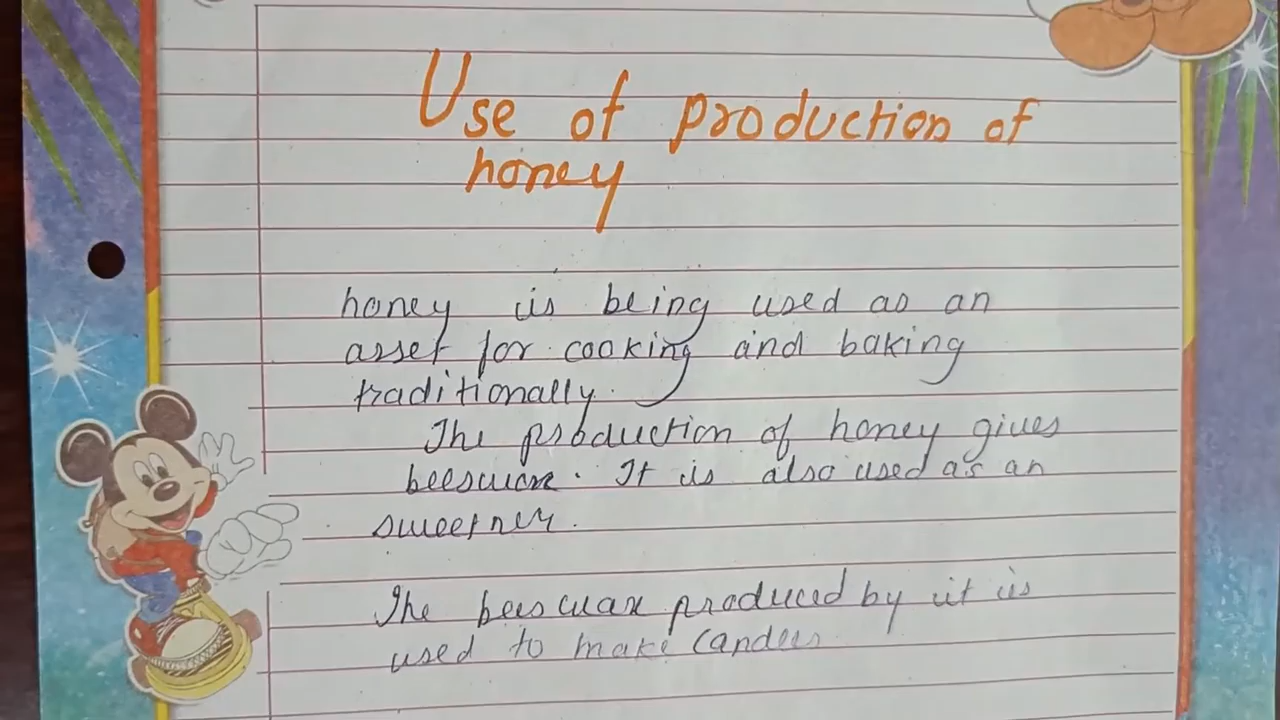 Use of production of
honey
honey is being used as an
asset for cooking and baking
traditionally.
The production of honey gives
beeswax. It is also used as an
sweetner.
The beeswax produced by it is
used to make candles